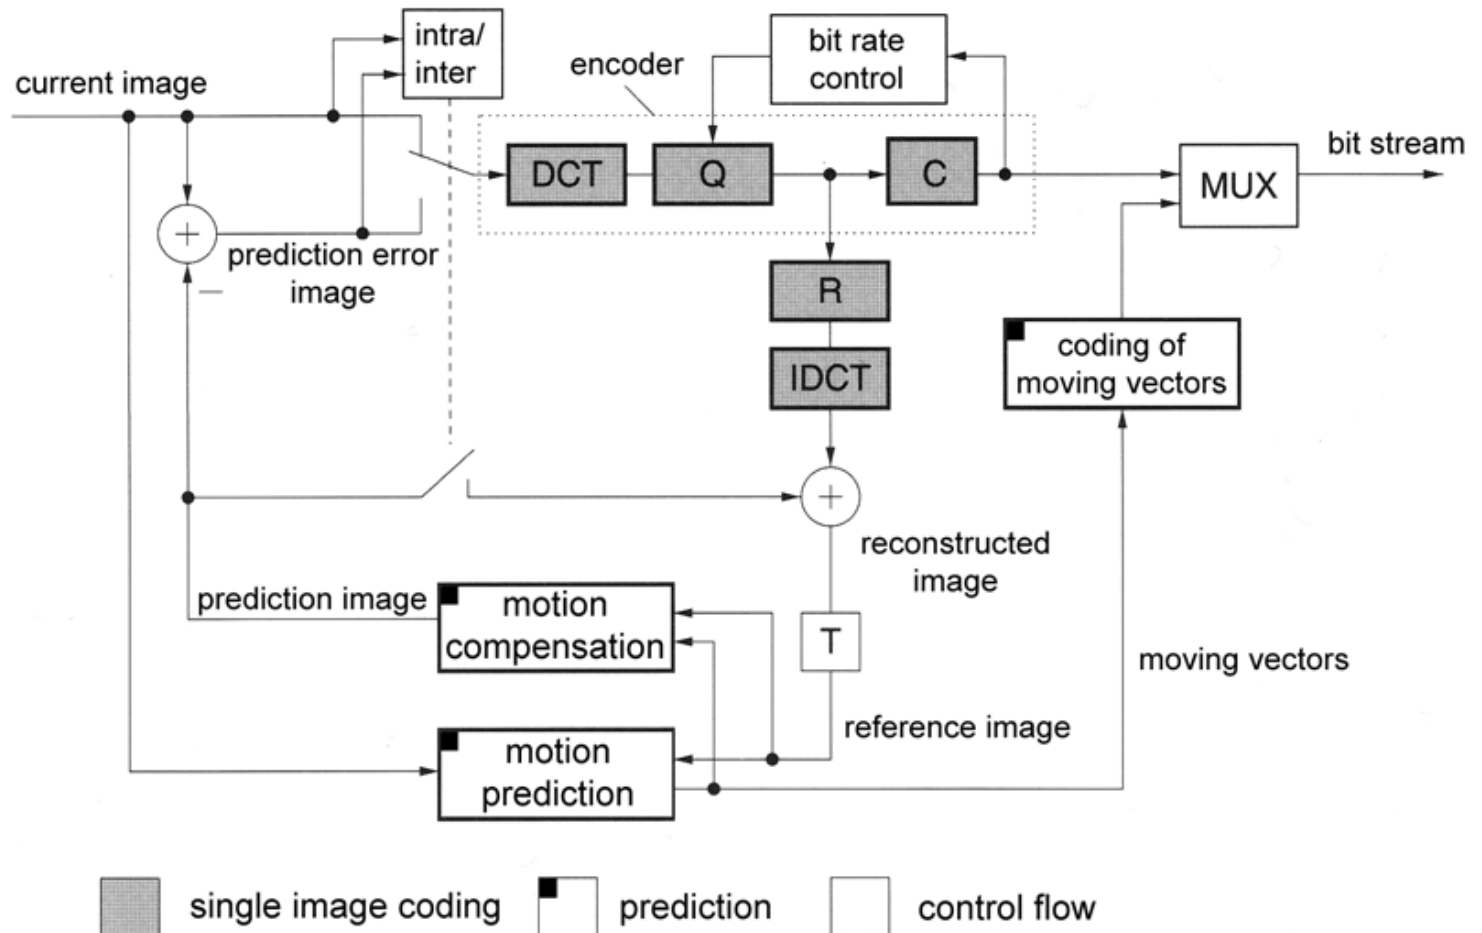 intra/
inter
bit rate
control
encoder
current image
bit stream
DCT
Q
C
MUX
+
prediction error
image
—
R
IDCT
coding of
moving vectors
+
reconstructed
image
prediction image
motion
compensation
T
moving vectors
reference image
motion
prediction
single image coding
prediction
control flow